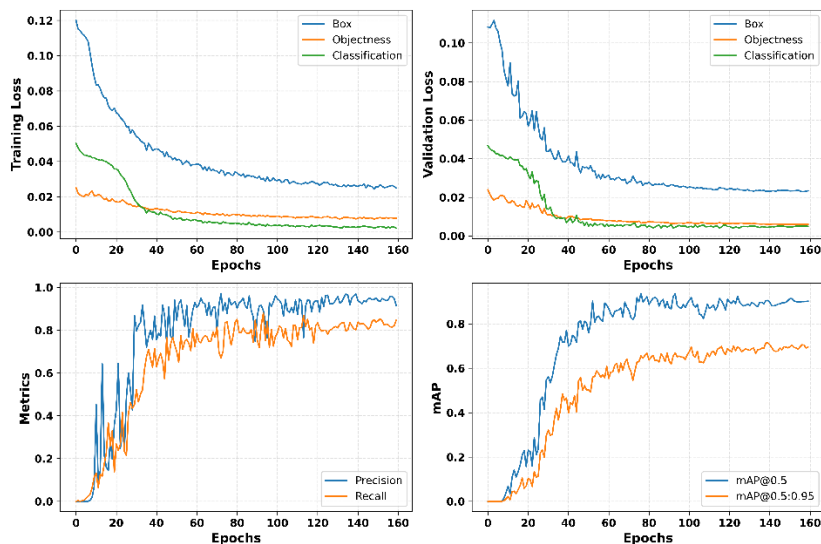 Training Loss
0.12
0.10
0.08
0.06
0.04
0.02
0.00
Box
Objectness
Classification
0 20 40 60 80 100 120 140 160
Epochs
Validation Loss
0.10
0.08
0.06
0.04
0.02
0.00
Box
Objectness
Classification
0 20 40 60 80 100 120 140 160
Epochs
Metrics
1.0
0.8
0.6
0.4
0.2
0.0
Precision
Recall
0 20 40 60 80 100 120 140 160
Epochs
mAP
0.8
0.6
0.4
0.2
0.0
mAP@0.5
mAP@0.5:0.95
0 20 40 60 80 100 120 140 160
Epochs